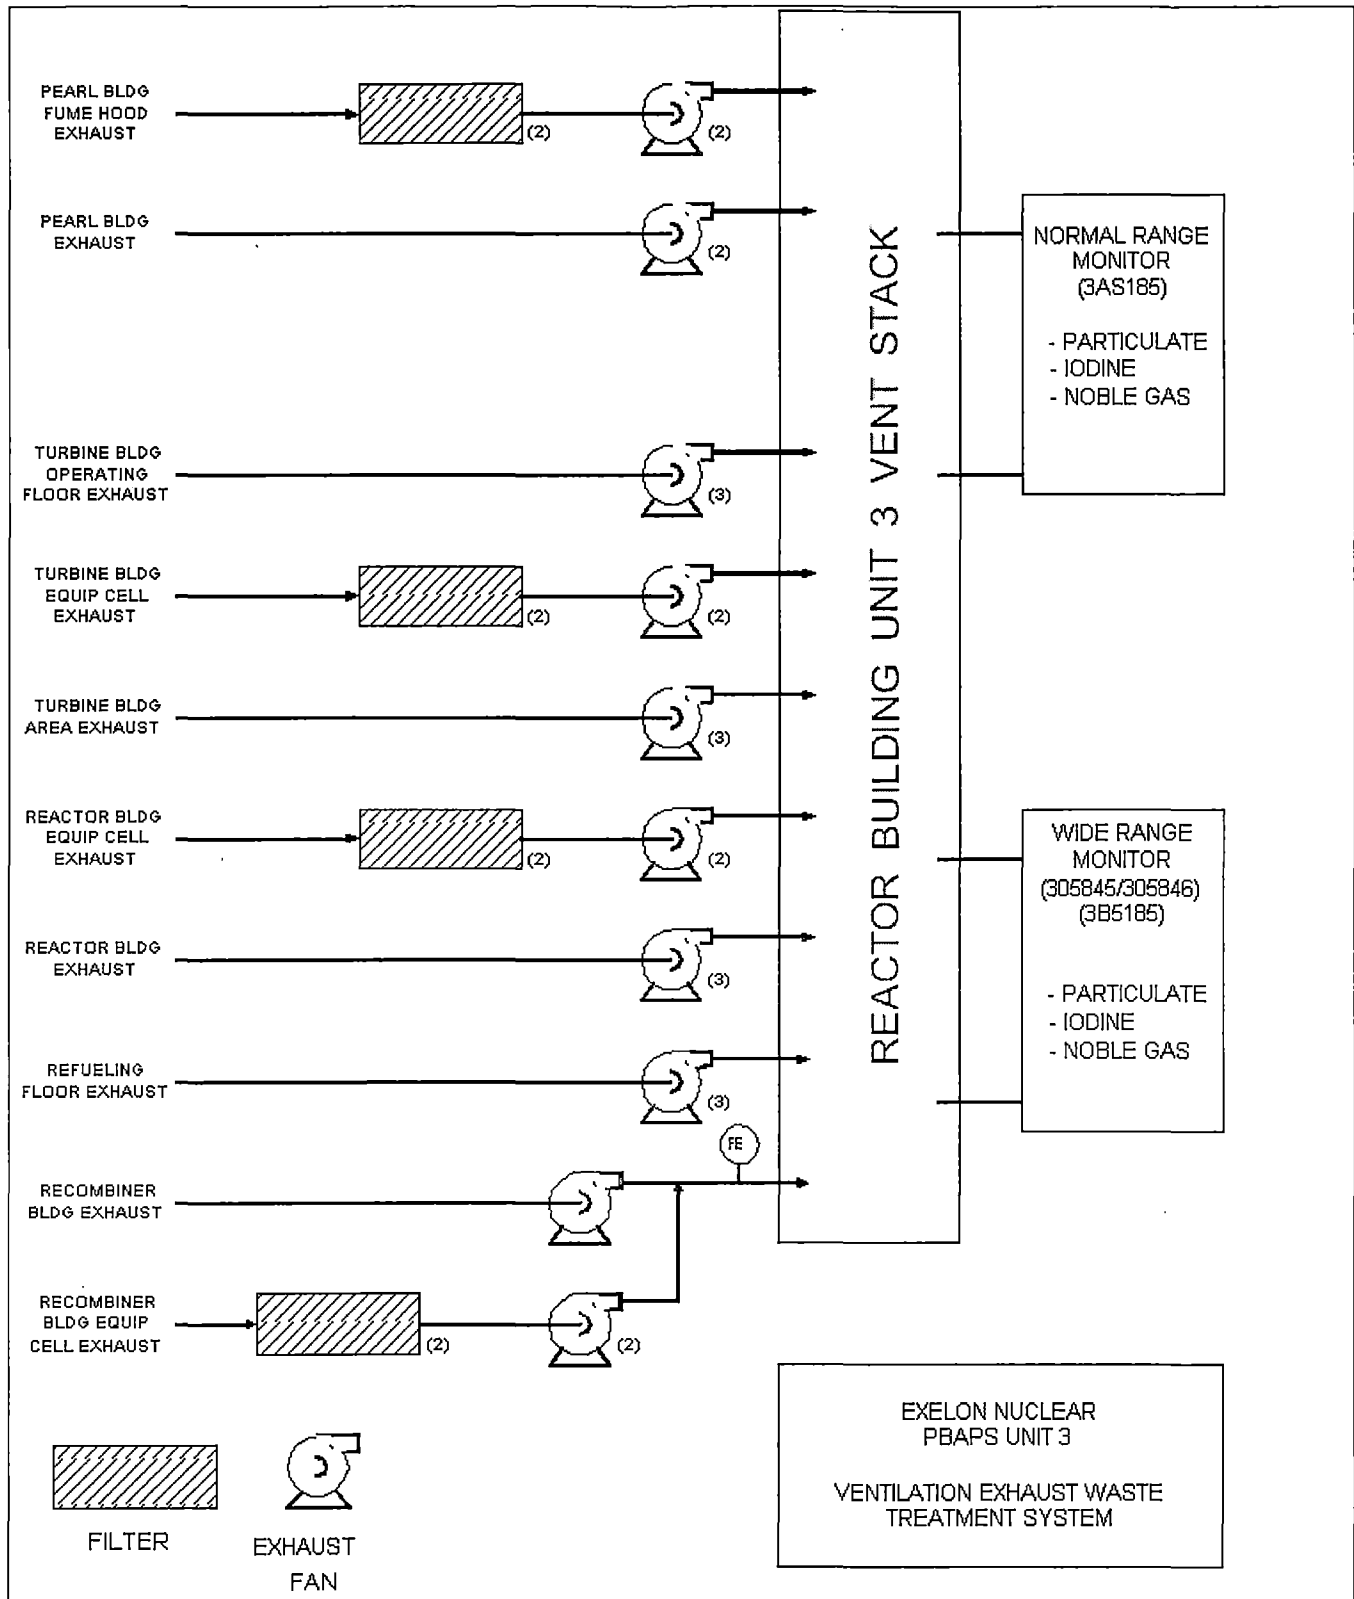 PEARL BLDG
FUME HOOD
EXHAUST
(2)
(2)
PEARL BLDG
EXHAUST
(2)
TURBINE BLDG
OPERATING
FLOOR EXHAUST
(3)
TURBINE BLDG
EQUIP CELL
EXHAUST
(2)
(2)
TURBINE BLDG
AREA EXHAUST
(3)
REACTOR BLDG
EQUIP CELL
EXHAUST
(2)
(2)
REACTOR BLDG
EXHAUST
(3)
REFUELING
FLOOR EXHAUST
(3)
FE
RECOMBINER
BLDG EXHAUST
RECOMBINER
BLDG EQUIP
CELL EXHAUST
(2)
(2)
REACTOR BUILDING UNIT 3 VENT STACK
NORMAL RANGE
MONITOR
(3AS185)
- PARTICULATE
- IODINE
- NOBLE GAS
WIDE RANGE
MONITOR
(305845/305846)
(3B5185)
- PARTICULATE
- IODINE
- NOBLE GAS
FILTER
EXHAUST
FAN
EXELON NUCLEAR
PBAPS UNIT 3
VENTILATION EXHAUST WASTE
TREATMENT SYSTEM